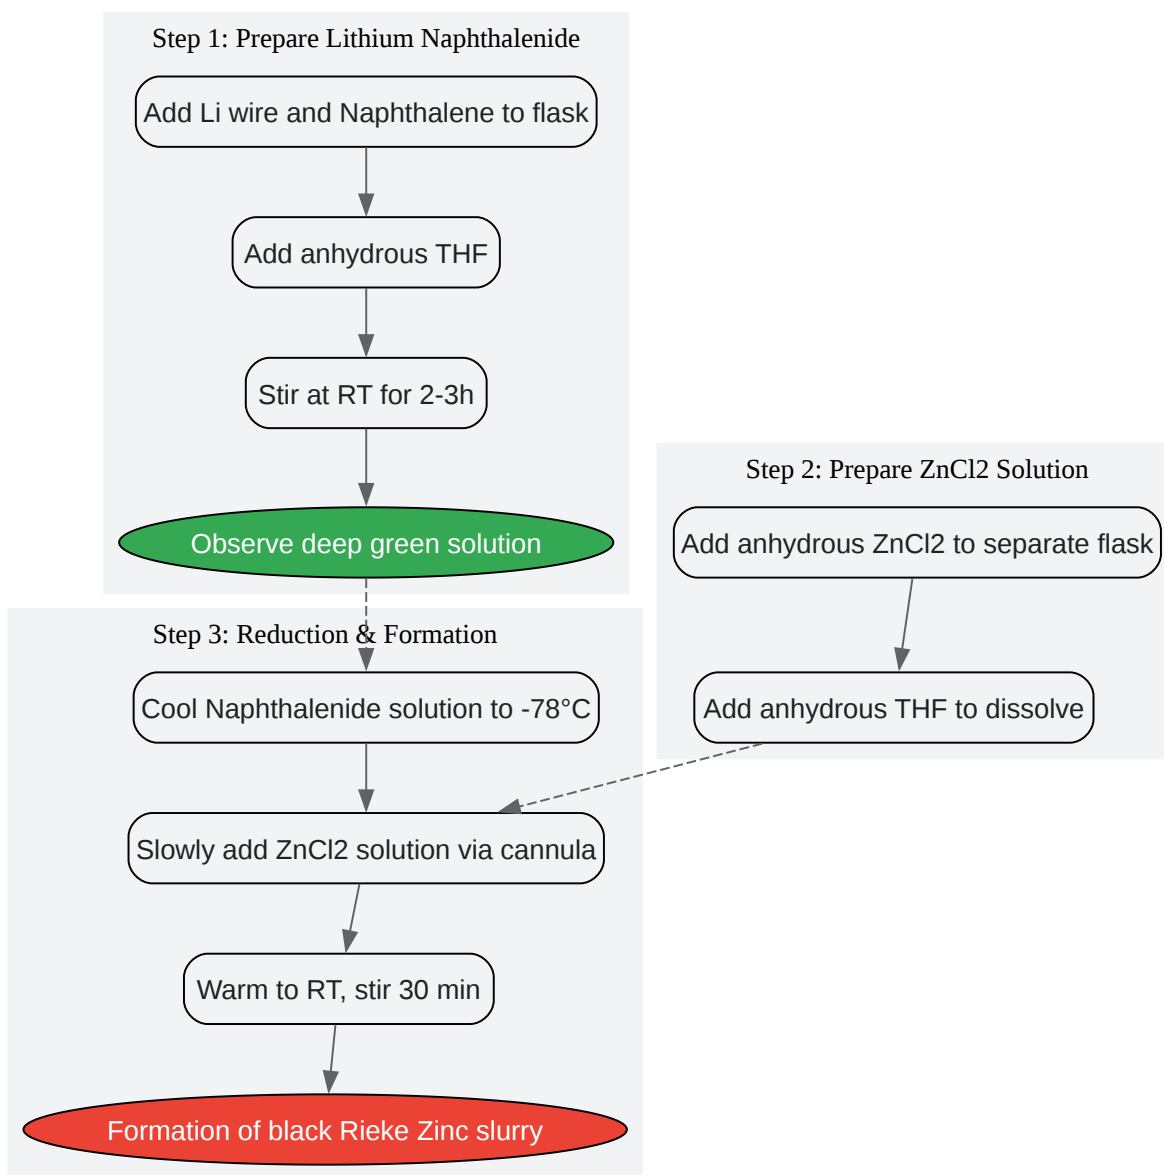 Step 1: Prepare Lithium Naphthalenide
Add Li wire and Naphthalene to flask
Add anhydrous THF
Stir at RT for 2-3h
Observe deep green solution
Step 2: Prepare ZnCl2 Solution
Add anhydrous ZnCl2 to separate flask
Add anhydrous THF to dissolve
Step 3: Reduction & Formation
Cool Naphthalenide solution to -78°C
Slowly add ZnCl2 solution via cannula
Warm to RT, stir 30 min
Formation of black Rieke Zinc slurry